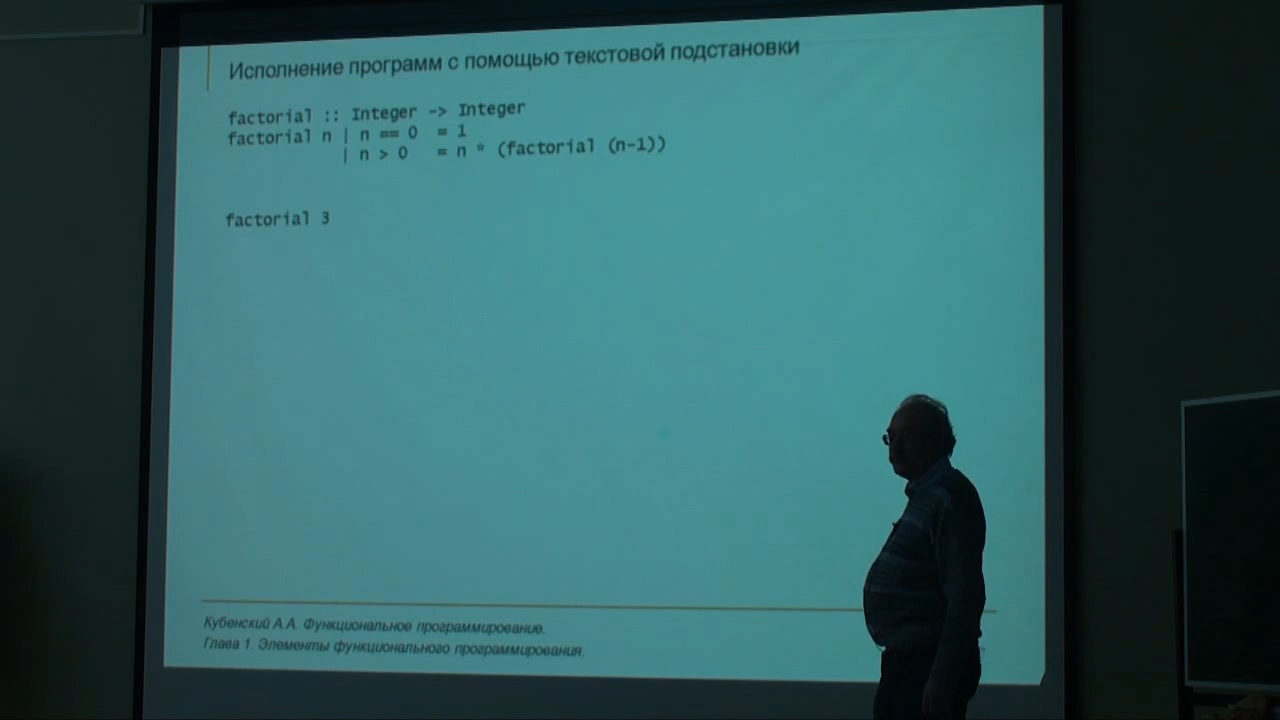 Исполнение программ с помощью текстовой подстановки
factorial :: Integer -> Integer
factorial n | n == 0 = 1
| n > 0 = n * (factorial (n-1))
factorial 3
Кубенский А.А. Функциональное программирование.
Глава 1. Элементы функционального программирования.